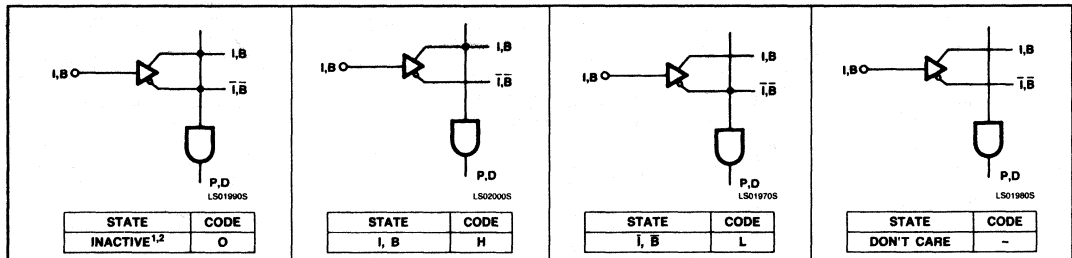 I,B
I,B
I̅,B̅
P,D
LS01990S
STATE CODE
INACTIVE1,2 O
I,B
I,B
I̅,B̅
P,D
LS02000S
STATE CODE
I, B H
I,B
I,B
I̅,B̅
P,D
LS01970S
STATE CODE
I̅, B̅ L
I,B
I,B
I̅,B̅
P,D
LS01980S
STATE CODE
DON'T CARE –